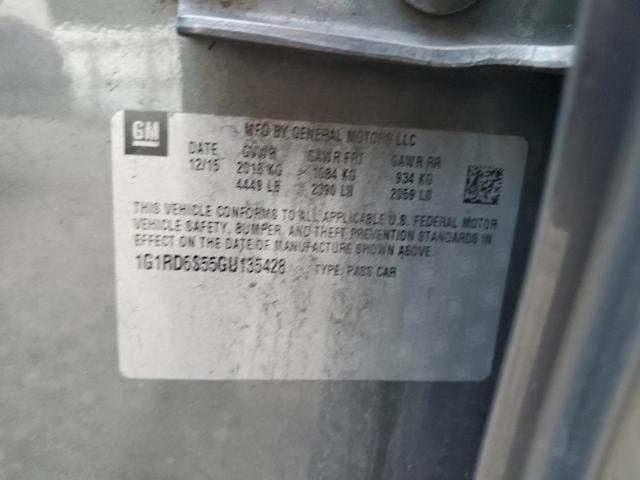 GM
MFD BY GENERAL MOTORS LLC
DATE GVWR GAWR FRT GAWR RR
12/15 2018 KG 1084 KG 934 KG
4449 LB 2390 LB 2059 LB
THIS VEHICLE CONFORMS TO ALL APPLICABLE U.S. FEDERAL MOTOR
VEHICLE SAFETY, BUMPER, AND THEFT PREVENTION STANDARDS IN
EFFECT ON THE DATE OF MANUFACTURE SHOWN ABOVE.
1G1RD6S55GU135428 TYPE: PASS CAR